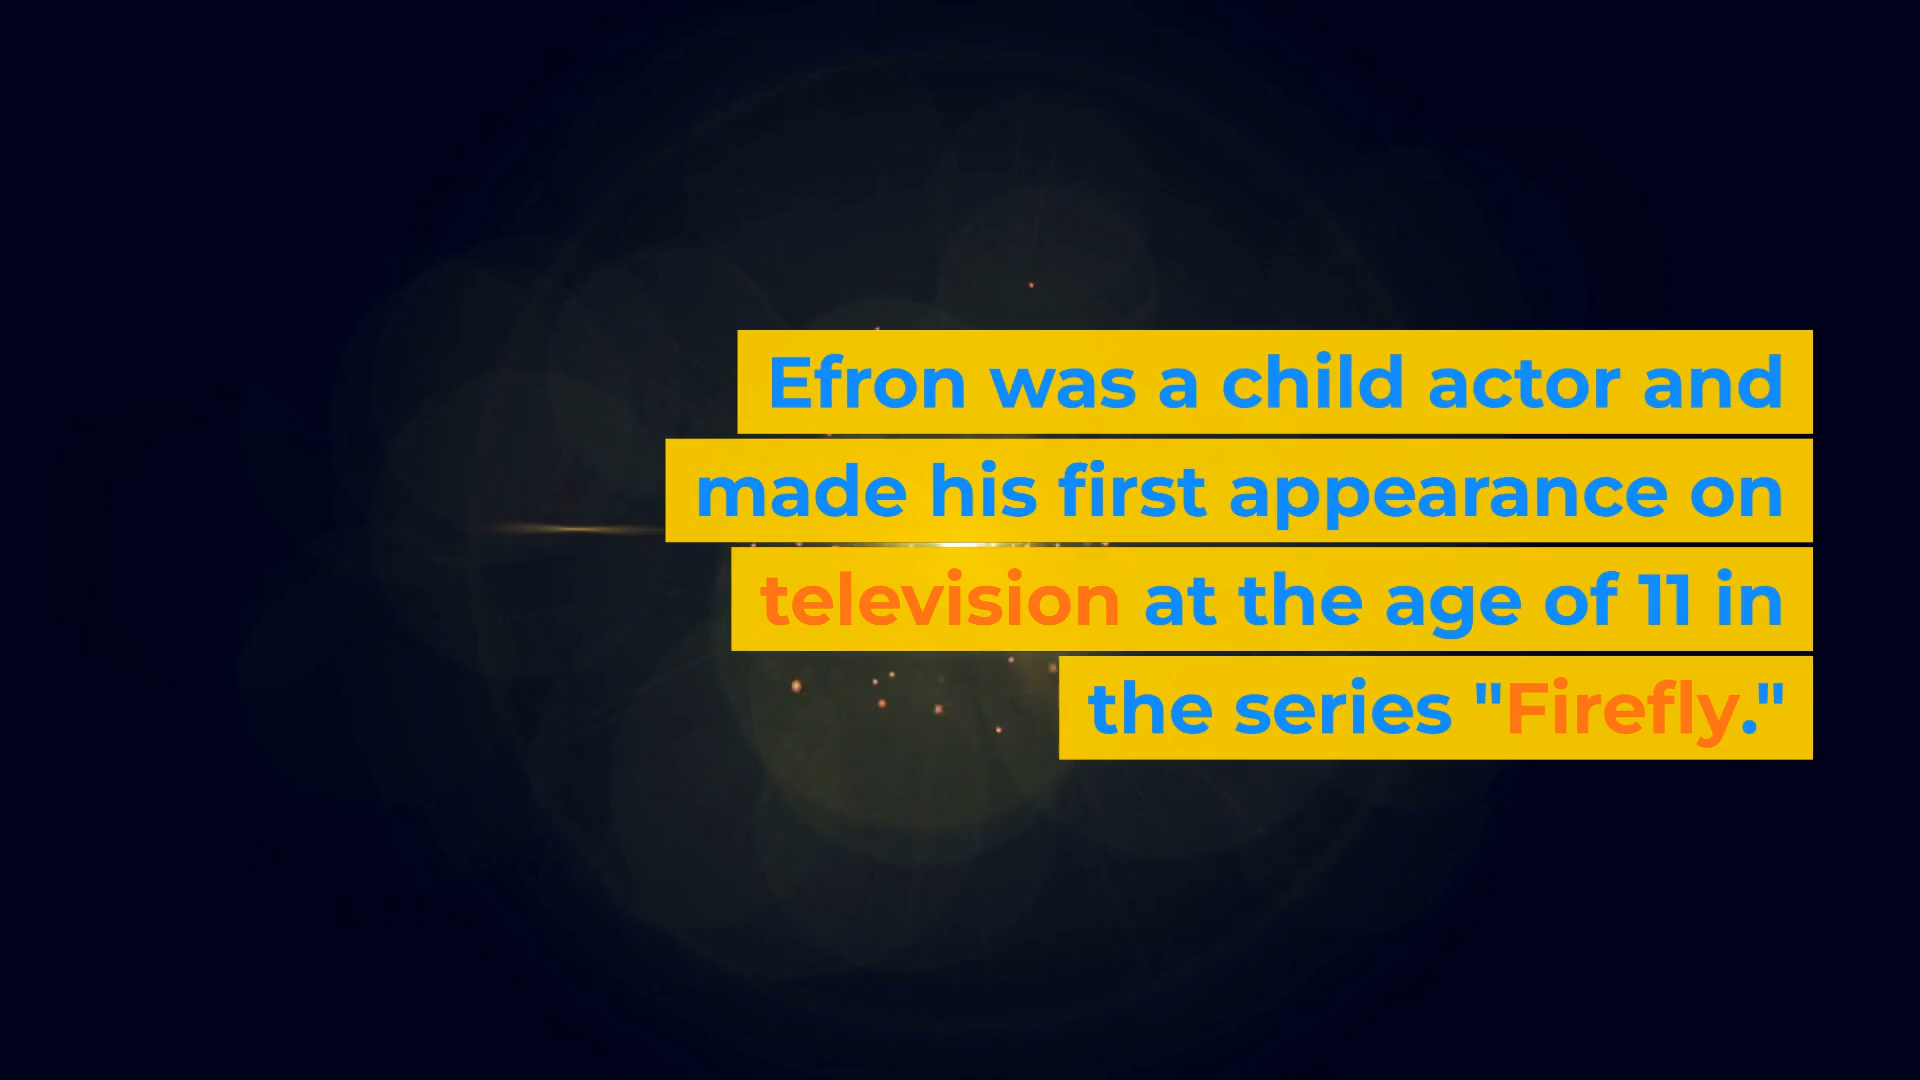 Efron was a child actor and
made his first appearance on
television at the age of 11 in
the series "Firefly."